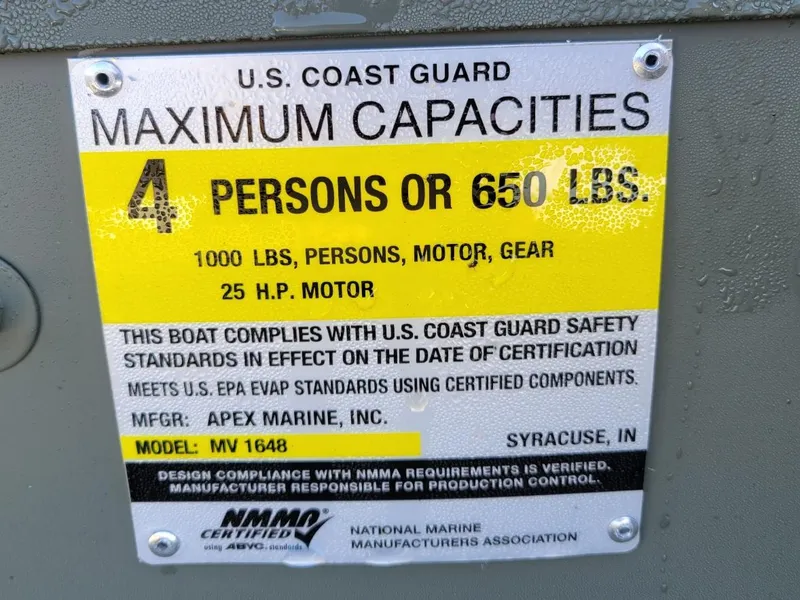 U.S. COAST GUARD
MAXIMUM CAPACITIES
4 PERSONS OR 650 LBS.
1000 LBS, PERSONS, MOTOR, GEAR
25 H.P. MOTOR
THIS BOAT COMPLIES WITH U.S. COAST GUARD SAFETY
STANDARDS IN EFFECT ON THE DATE OF CERTIFICATION
MEETS U.S. EPA EVAP STANDARDS USING CERTIFIED COMPONENTS.
MFGR: APEX MARINE, INC.
MODEL: MV 1648 SYRACUSE, IN
DESIGN COMPLIANCE WITH NMMA REQUIREMENTS IS VERIFIED.
MANUFACTURER RESPONSIBLE FOR PRODUCTION CONTROL.
NMMA®
CERTIFIED
using ABYC. standards
NATIONAL MARINE
MANUFACTURERS ASSOCIATION